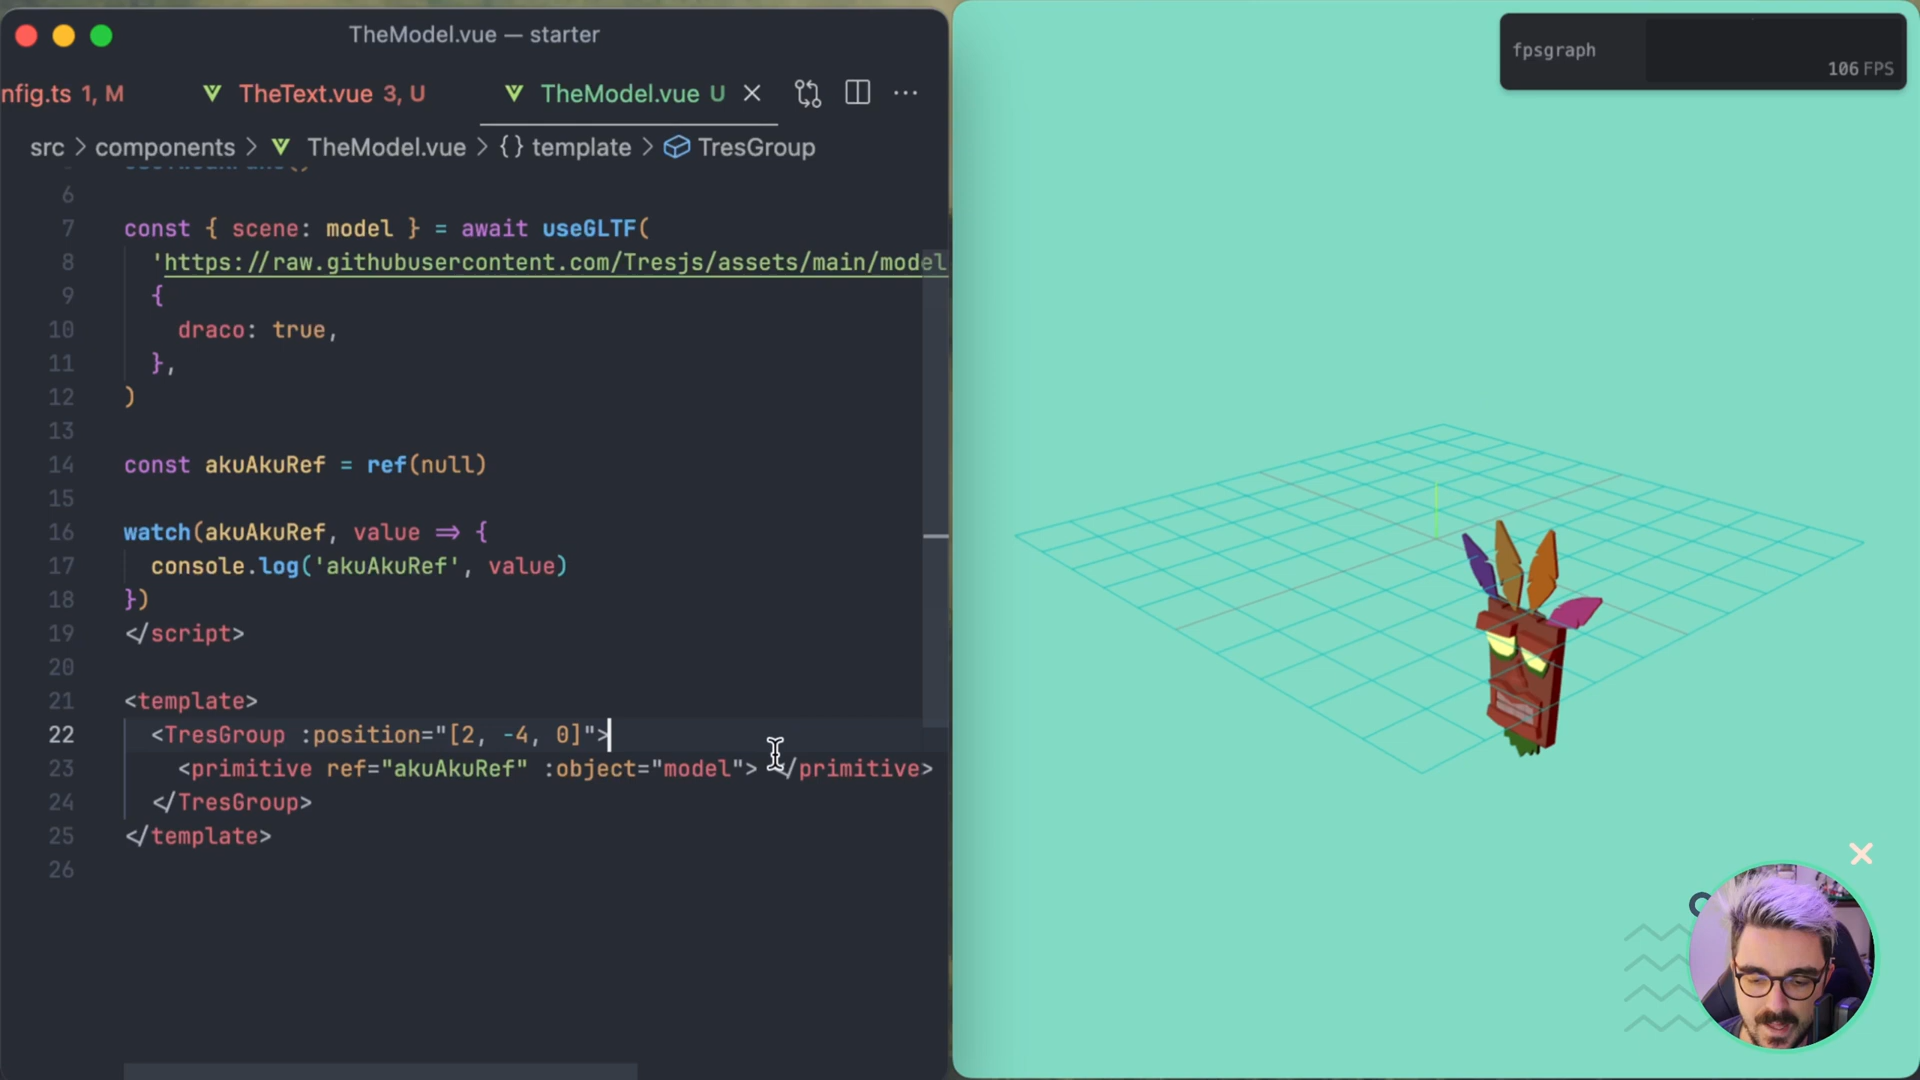 TheModel.vue — starter
nfig.ts 1, M
TheText.vue 3, U
TheModel.vue U
src > components > TheModel.vue > {} template > TresGroup
6
7 const { scene: model } = await useGLTF(
8 'https://raw.githubusercontent.com/Tresjs/assets/main/model
9 {
10 draco: true,
11 },
12 )
13
14 const akuAkuRef = ref(null)
15
16 watch(akuAkuRef, value => {
17 console.log('akuAkuRef', value)
18 })
19 </script>
20
21 <template>
22 <TresGroup :position="[2, -4, 0]">
23 <primitive ref="akuAkuRef" :object="model"> </primitive>
24 </TresGroup>
25 </template>
26
fpsgraph
106 FPS